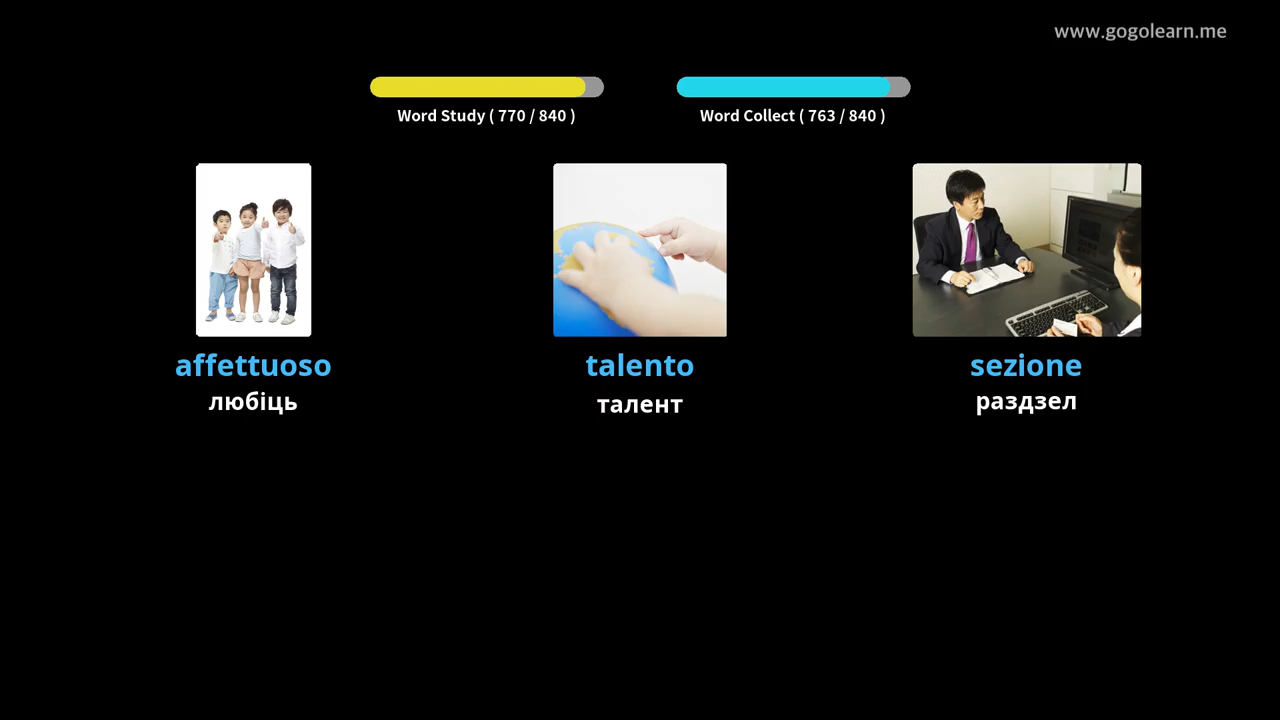 www.gogolearn.me
Word Study ( 770 / 840 )
Word Collect ( 763 / 840 )
affettuoso
talento
sezione
любіць
талент
раздзел